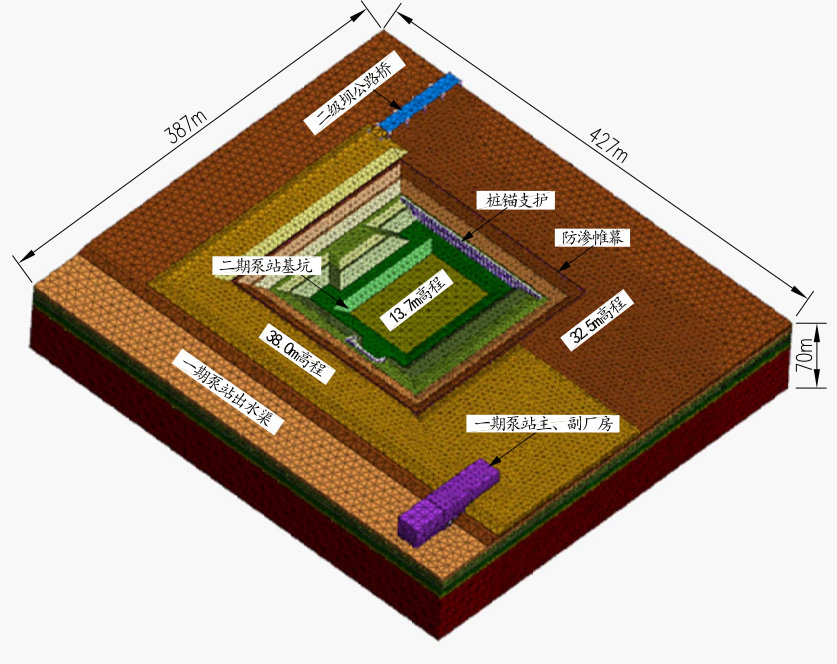 387m
427m
二级坝公路桥
桩锚支护
防渗帷幕
二期泵站基坑
13.7m高程
32.5m高程
38.0m高程
70m
一期泵站出水渠
一期泵站主、副厂房